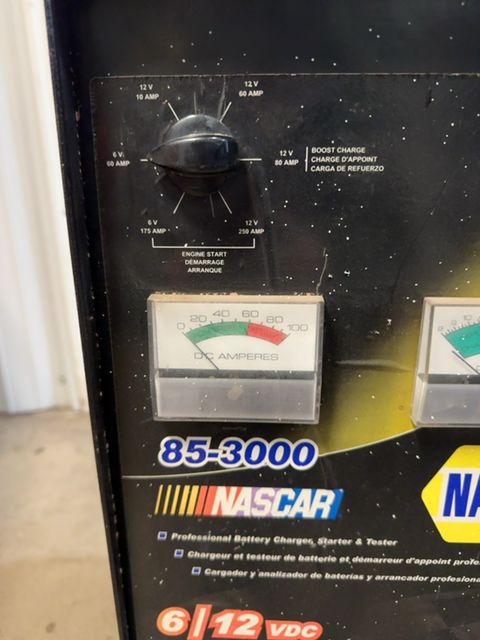 12 V
10 AMP
12 V
60 AMP
6 V
60 AMP
12 V
80 AMP
BOOST CHARGE
CHARGE D'APPOINT
CARGA DE REFUERZO
6 V
175 AMP
12 V
250 AMP
ENGINE START
DÉMARRAGE
ARRANQUE
0 20 40 60 80 100
DC AMPERES
2 10
85-3000
NASCAR
NA
Professional Battery Charger, Starter & Tester
Chargeur et testeur de batterie et démarreur d'appoint
Cargador y analizador de baterías y arrancador
6/12 VDC